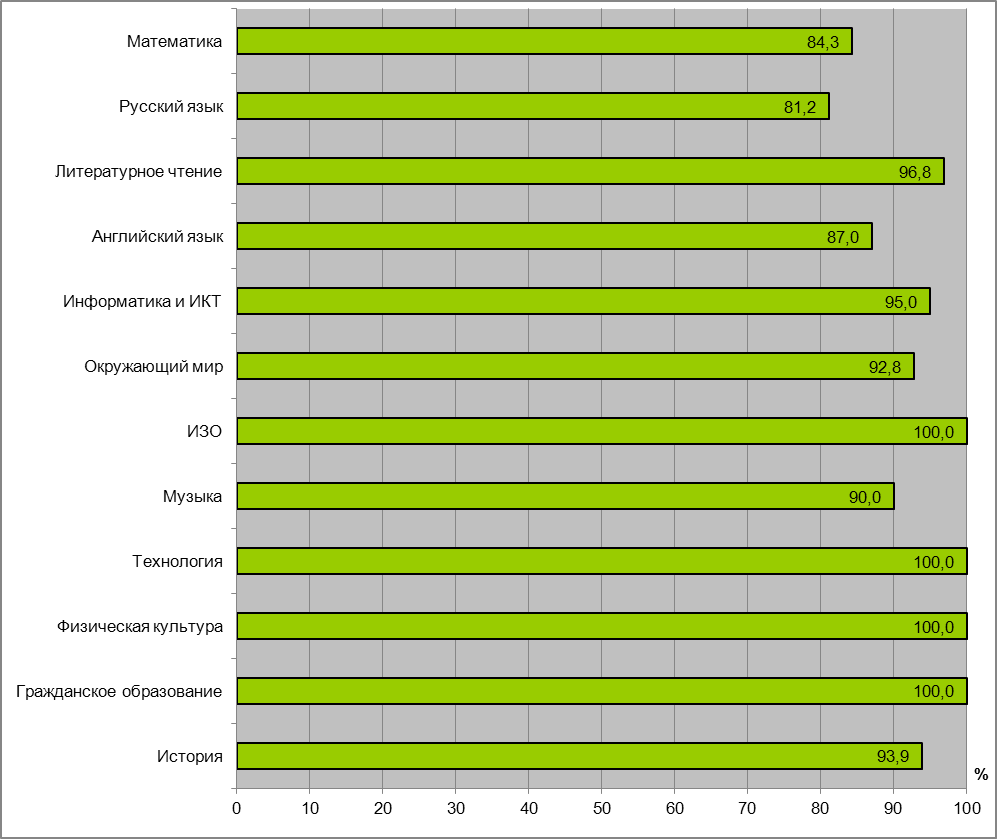 Математика 84,3
Русский язык 81,2
Литературное чтение 96,8
Английский язык 87,0
Информатика и ИКТ 95,0
Окружающий мир 92,8
ИЗО 100,0
Музыка 90,0
Технология 100,0
Физическая культура 100,0
Гражданское образование 100,0
История 93,9
%
0 10 20 30 40 50 60 70 80 90 100